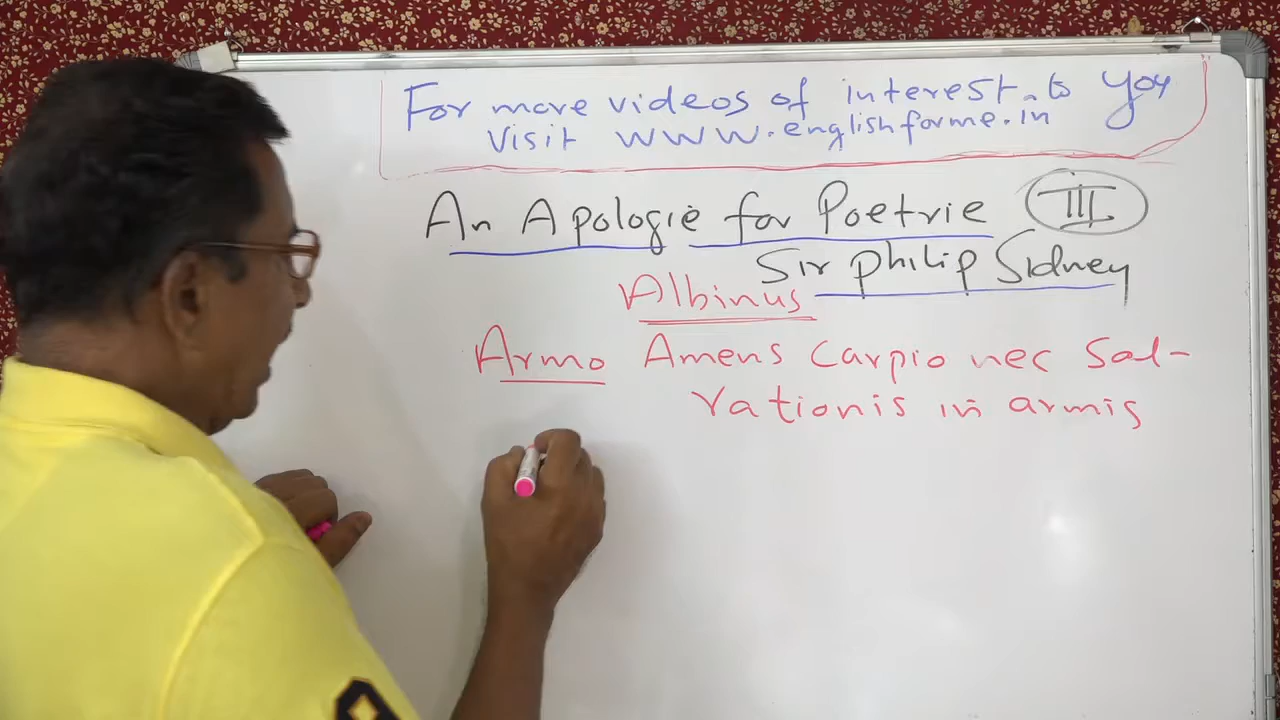 For more videos of interest to you
visit www.englishforme.in
An Apologie for Poetrie III
Sir Philip Sidney
Albinus
Armo Amens Carpio nec Sal-
rationis in armis